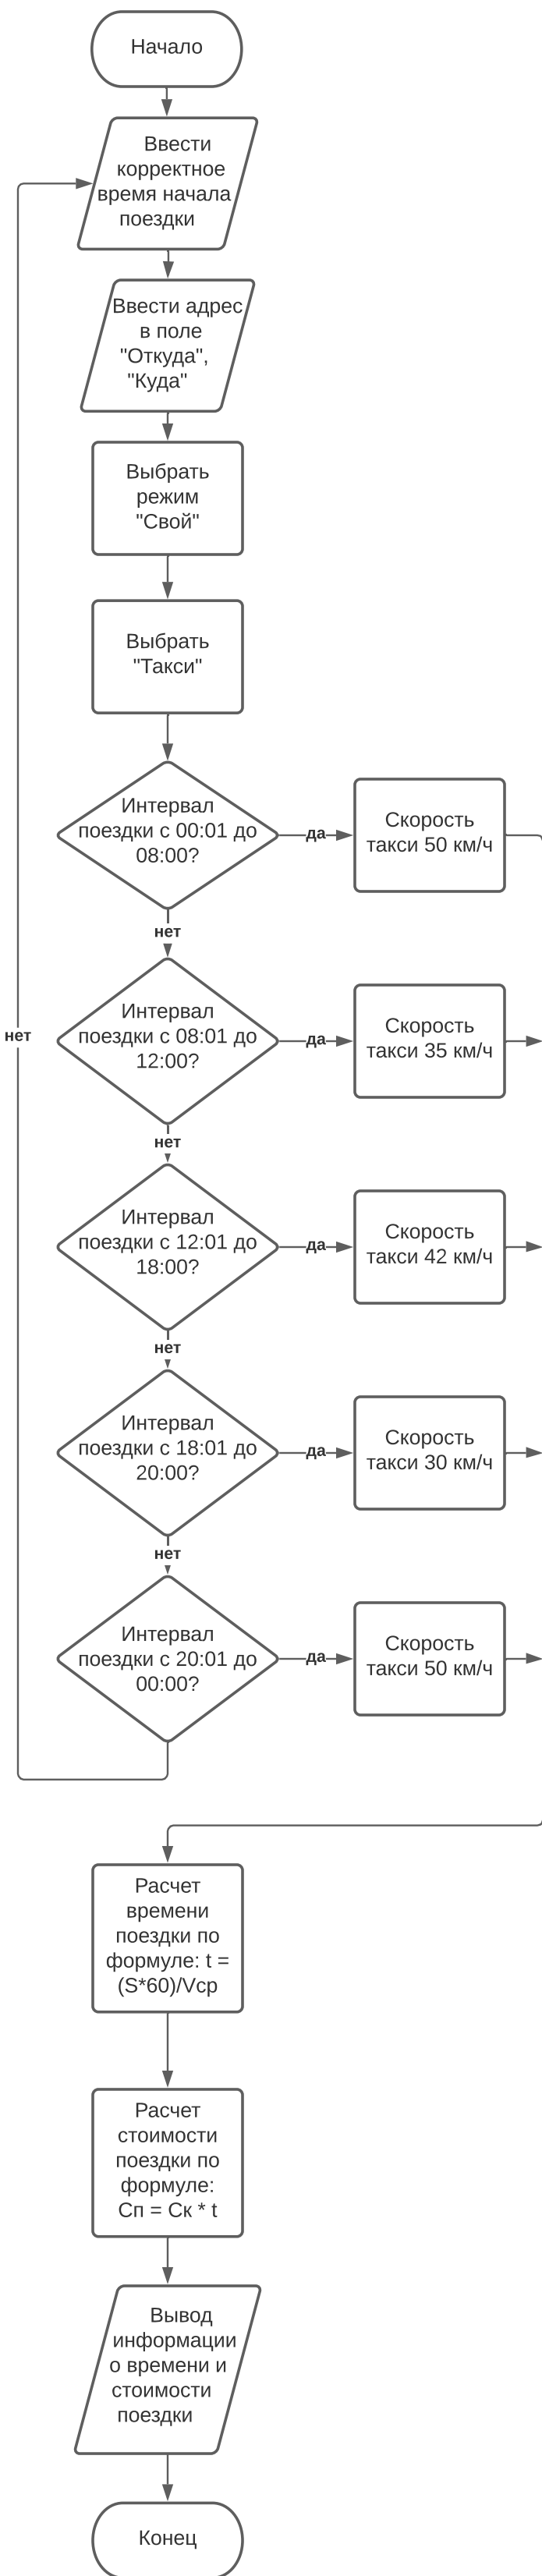 Начало
Ввести
корректное
время начала
поездки
Ввести адрес
в поле
"Откуда",
"Куда"
Выбрать
режим
"Свой"
Выбрать
"Такси"
Интервал
поездки с 00:01 до
08:00?
да
Скорость
такси 50 км/ч
нет
Интервал
поездки с 08:01 до
12:00?
да
Скорость
такси 35 км/ч
нет
нет
Интервал
поездки с 12:01 до
18:00?
да
Скорость
такси 42 км/ч
нет
Интервал
поездки с 18:01 до
20:00?
да
Скорость
такси 30 км/ч
нет
Интервал
поездки с 20:01 до
00:00?
да
Скорость
такси 50 км/ч
Расчет
времени
поездки по
формуле: t =
(S*60)/Vср
Расчет
стоимости
поездки по
формуле:
Сп = Ск * t
Вывод
информации
о времени и
стоимости
поездки
Конец